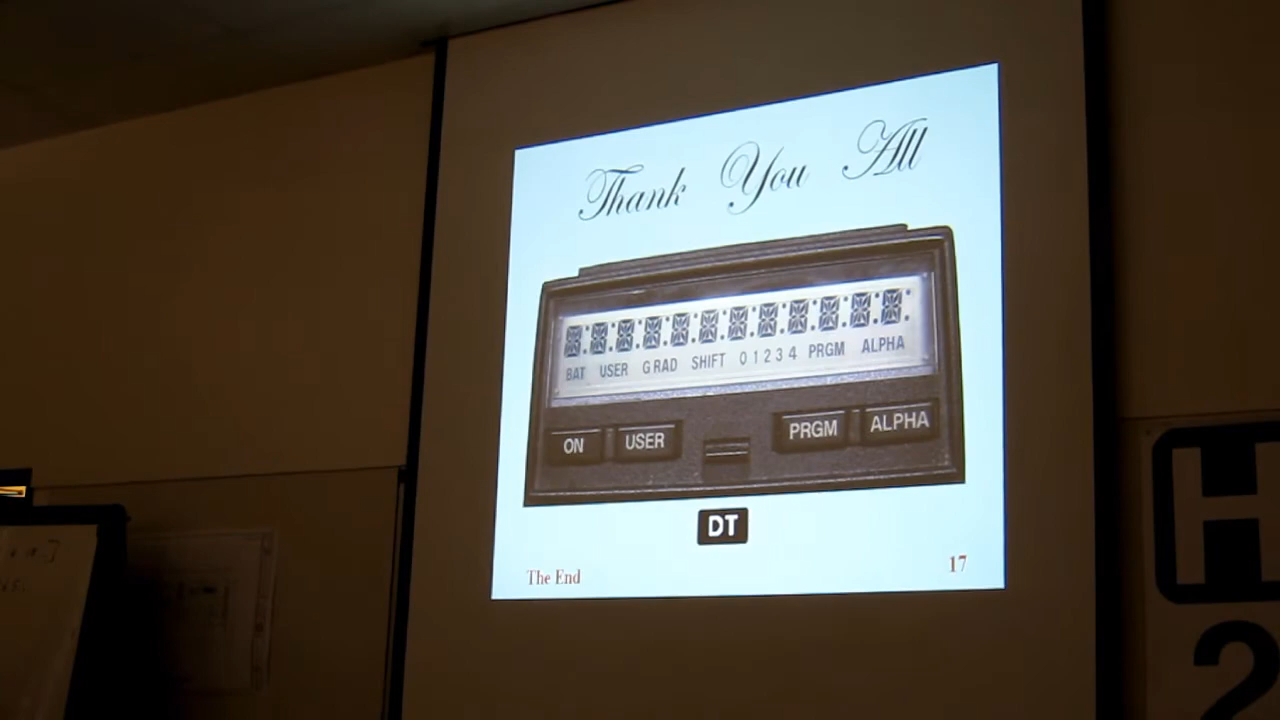 Thank You All
BAT USER GRAD SHIFT 0 1 2 3 4 PRGM ALPHA
ON USER PRGM ALPHA
DT
The End 17
H
2